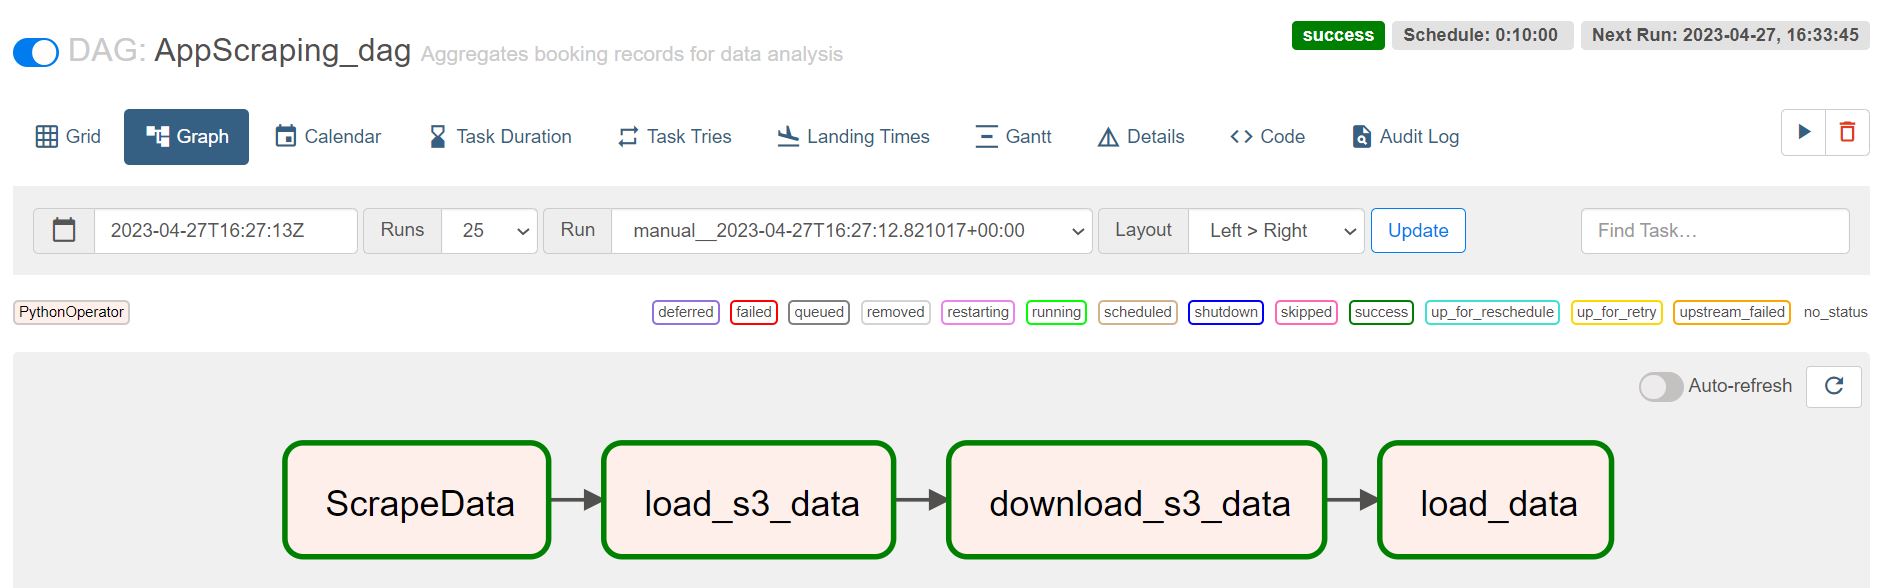 DAG: AppScraping_dag Aggregates booking records for data analysis
success Schedule: 0:10:00 Next Run: 2023-04-27, 16:33:45
Grid Graph Calendar Task Duration Task Tries Landing Times Gantt Details Code Audit Log
2023-04-27T16:27:13Z Runs 25 Run manual__2023-04-27T16:27:12.821017+00:00 Layout Left > Right Update Find Task…
PythonOperator deferred failed queued removed restarting running scheduled shutdown skipped success up_for_reschedule up_for_retry upstream_failed no_status
Auto-refresh
ScrapeData load_s3_data download_s3_data load_data